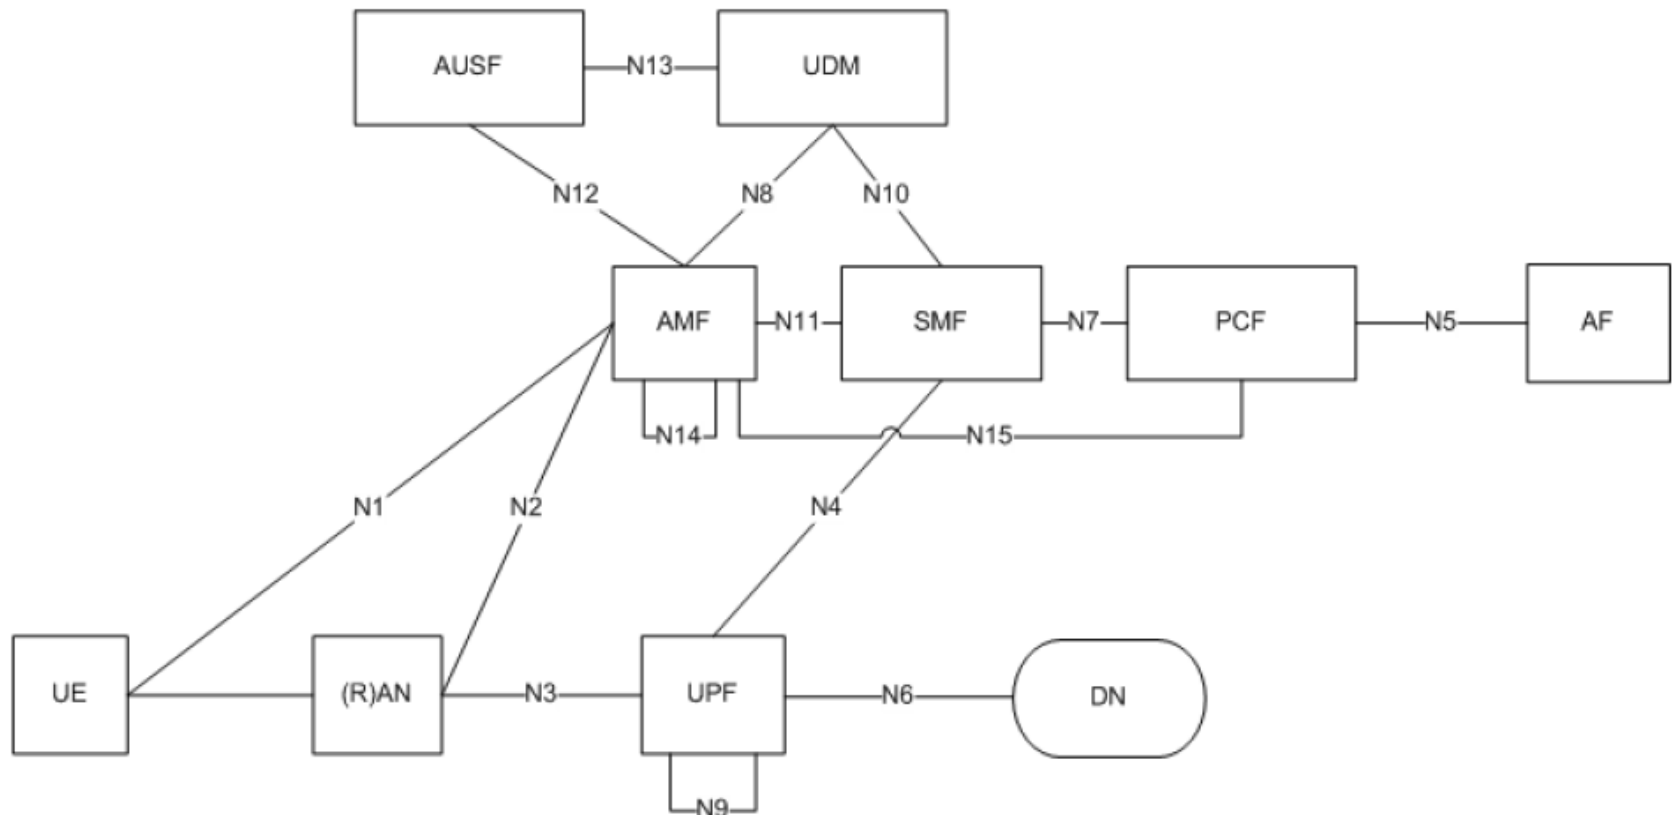 AUSF N13 UDM
N12 N8 N10
AMF N11 SMF N7 PCF N5 AF
N14 N15
N1 N2 N4
UE (R)AN N3 UPF N6 DN
N9